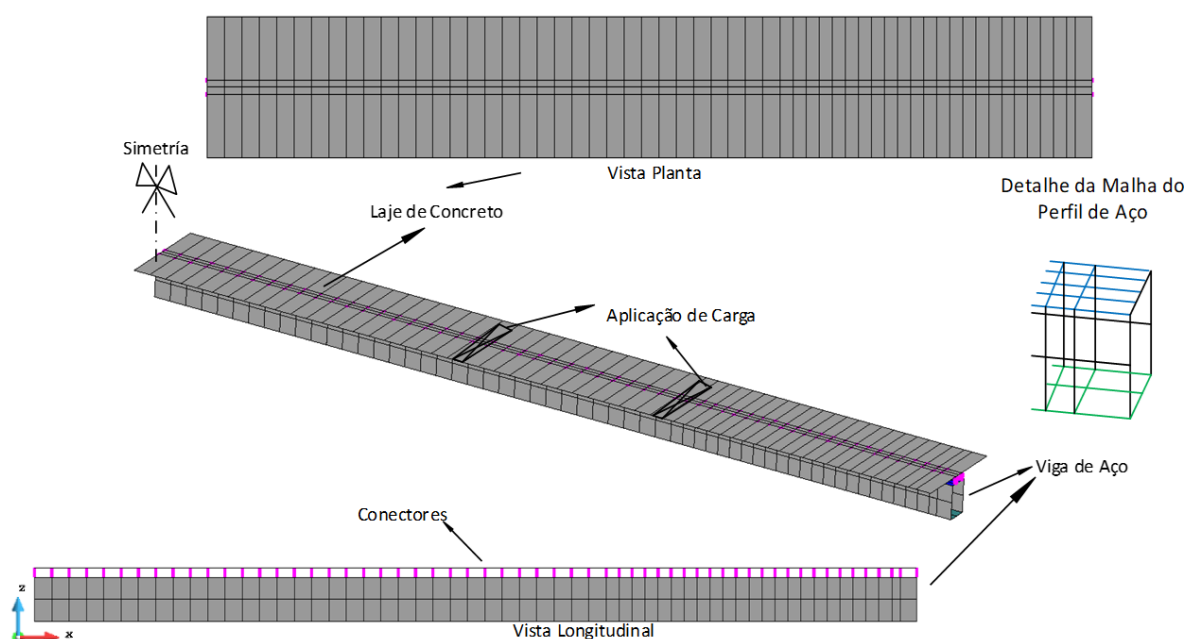 Vista Planta
Simetría
Detalhe da Malha do
Perfil de Aço
Laje de Concreto
Aplicação de Carga
Viga de Aço
Conectores
z
x
Vista Longitudinal